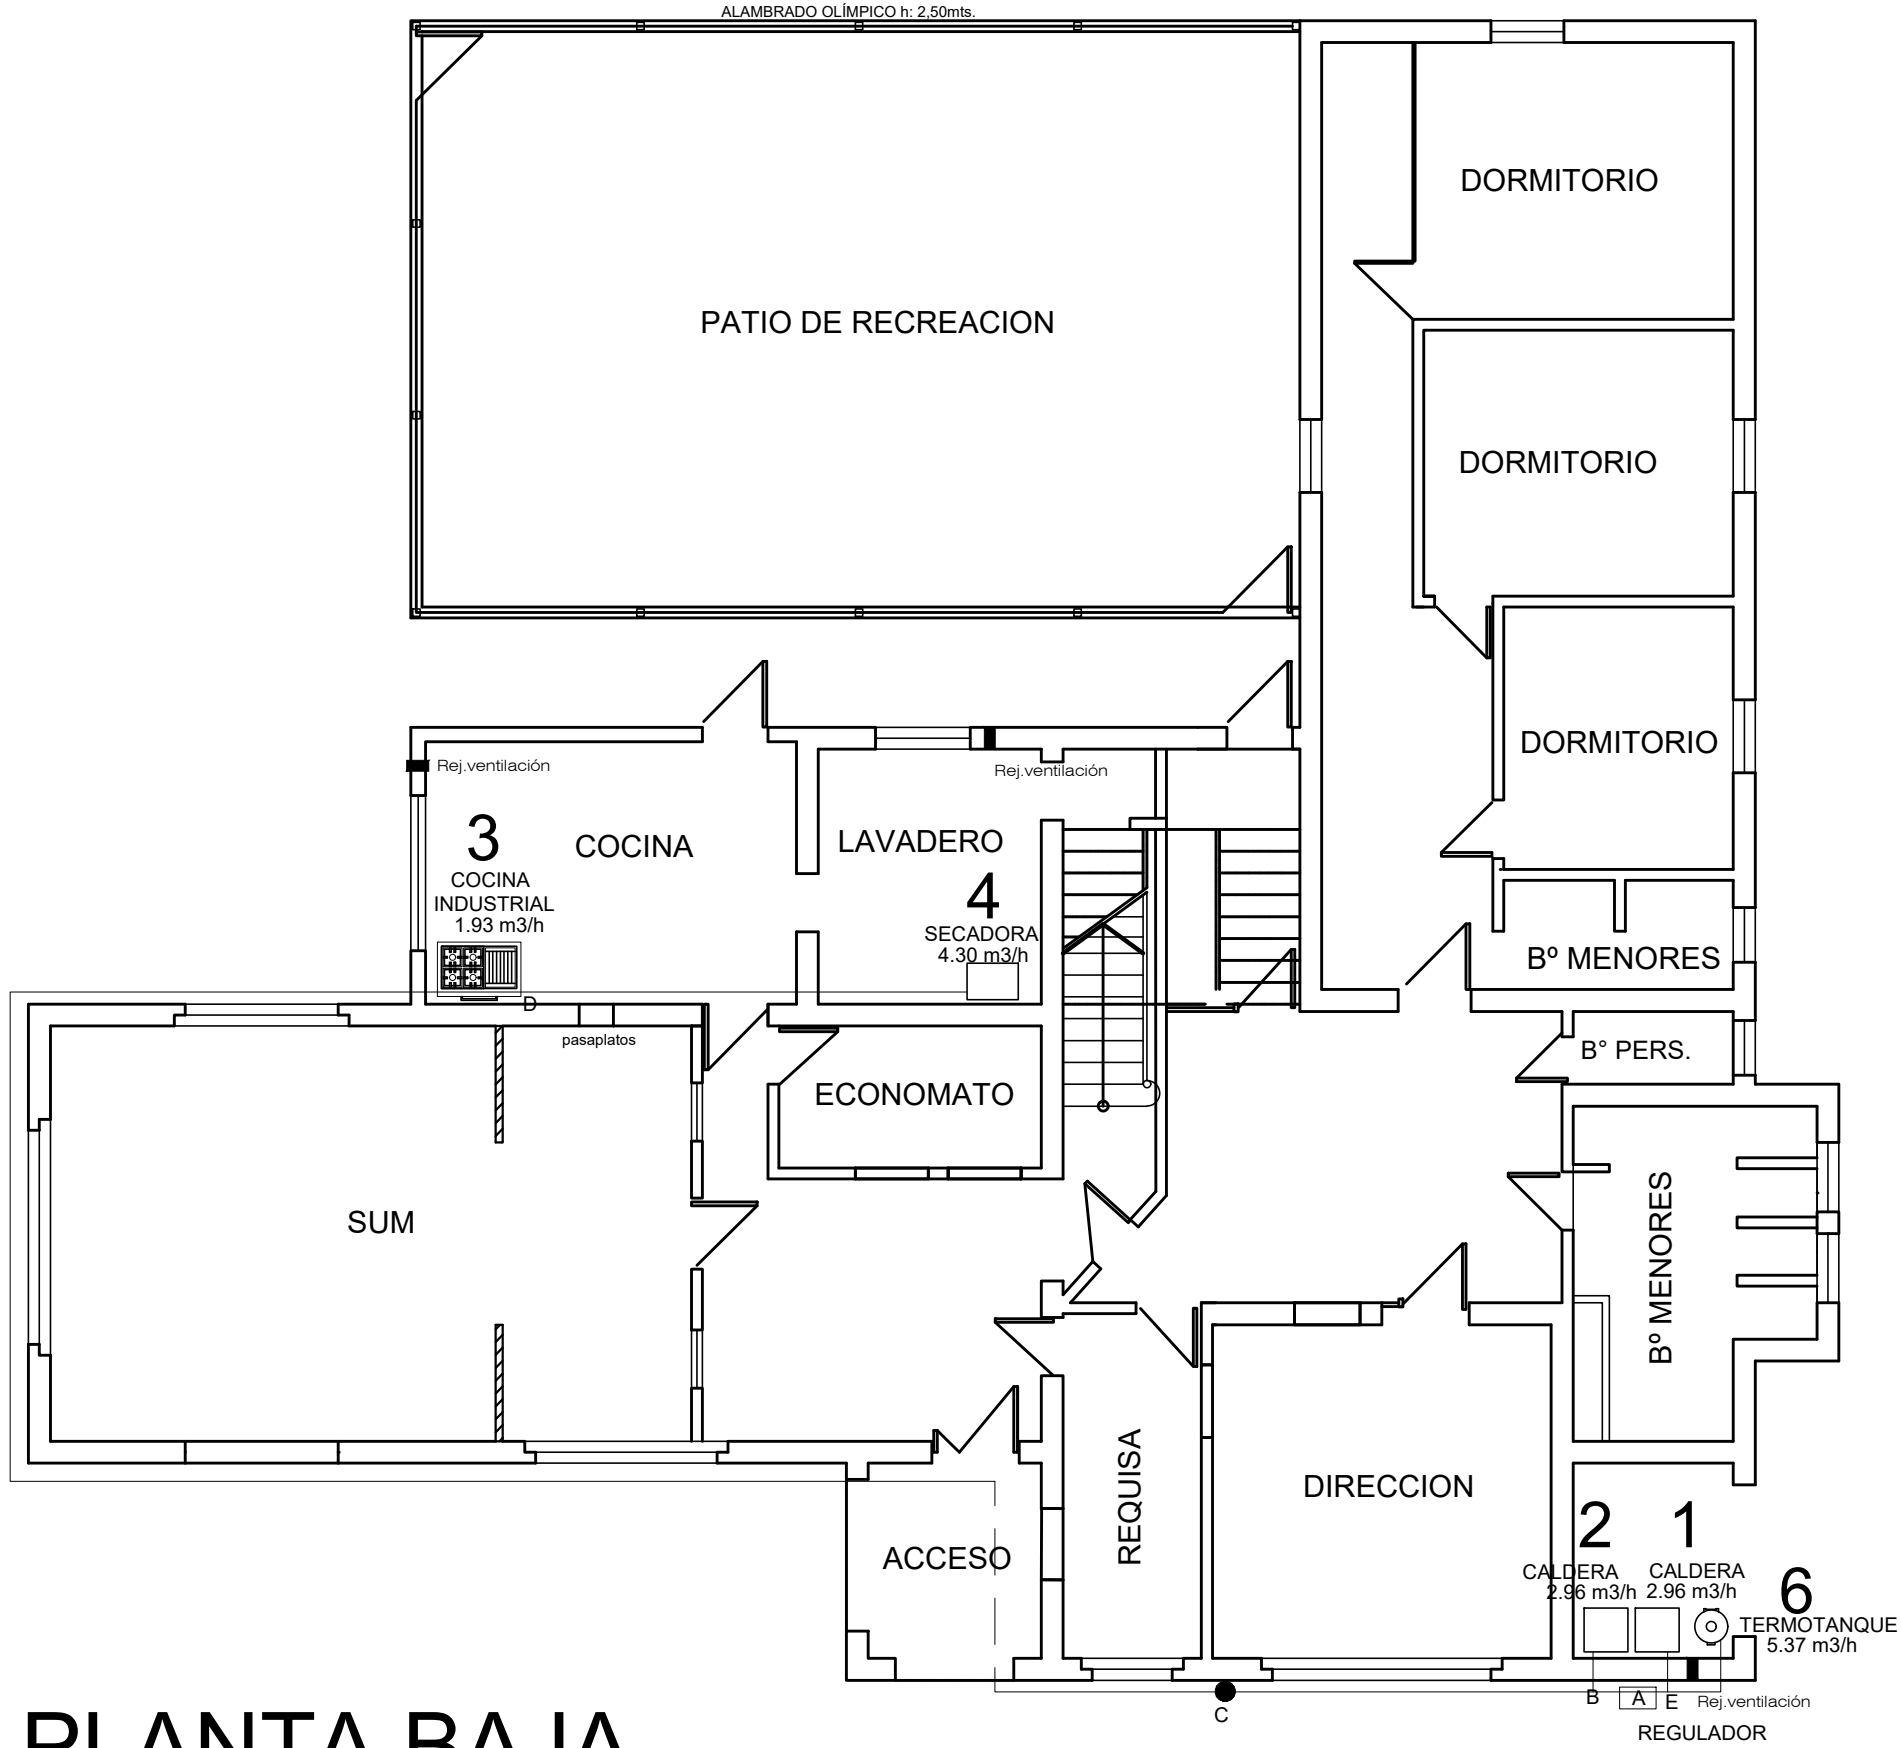 ALAMBRADO OLÍMPICO h: 2,50mts.
DORMITORIO
PATIO DE RECREACION
DORMITORIO
DORMITORIO
Rej.ventilación
Rej.ventilación
3
COCINA
INDUSTRIAL
1.93 m3/h
COCINA
LAVADERO
4
SECADORA
4.30 m3/h
Bº MENORES
D
pasaplatos
B° PERS.
ECONOMATO
SUM
Bº MENORES
REQUISA
DIRECCION
ACCESO
2
CALDERA
2.96 m3/h
1
CALDERA
2.96 m3/h
6
TERMOTANQUE
5.37 m3/h
C
B
A
E
Rej.ventilación
REGULADOR
PLANTA BAJA